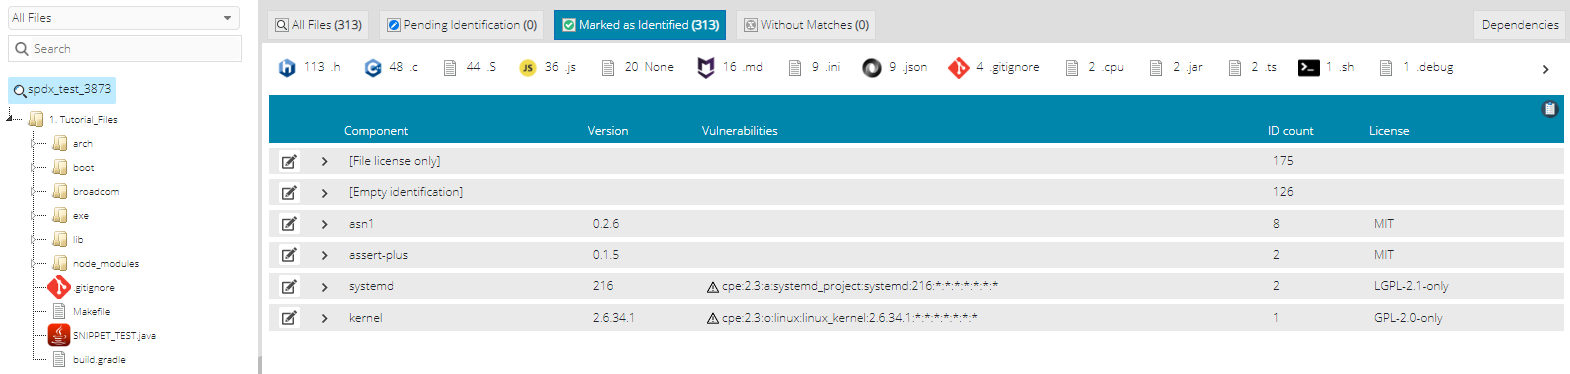 All Files
Search
spdx_test_3873
1. Tutorial_Files
arch
boot
broadcom
exe
lib
node_modules
.gitignore
Makefile
SNIPPET_TEST.java
build.gradle
All Files (313) Pending Identification (0) Marked as Identified (313) Without Matches (0) Dependencies
113 .h 48 .c 44 .S JS 36 .js 20 None 16 .md 9 .ini 9 .json 4 .gitignore 2 .cpu 2 .jar 2 .ts 1 .sh 1 .debug
Component Version Vulnerabilities ID count License
[File license only] 175
[Empty identification] 126
asn1 0.2.6 8 MIT
assert-plus 0.1.5 2 MIT
systemd 216 cpe:2.3:a:systemd_project:systemd:216:*:*:*:*:*:*:* 2 LGPL-2.1-only
kernel 2.6.34.1 cpe:2.3:o:linux:linux_kernel:2.6.34.1:*:*:*:*:*:*:* 1 GPL-2.0-only